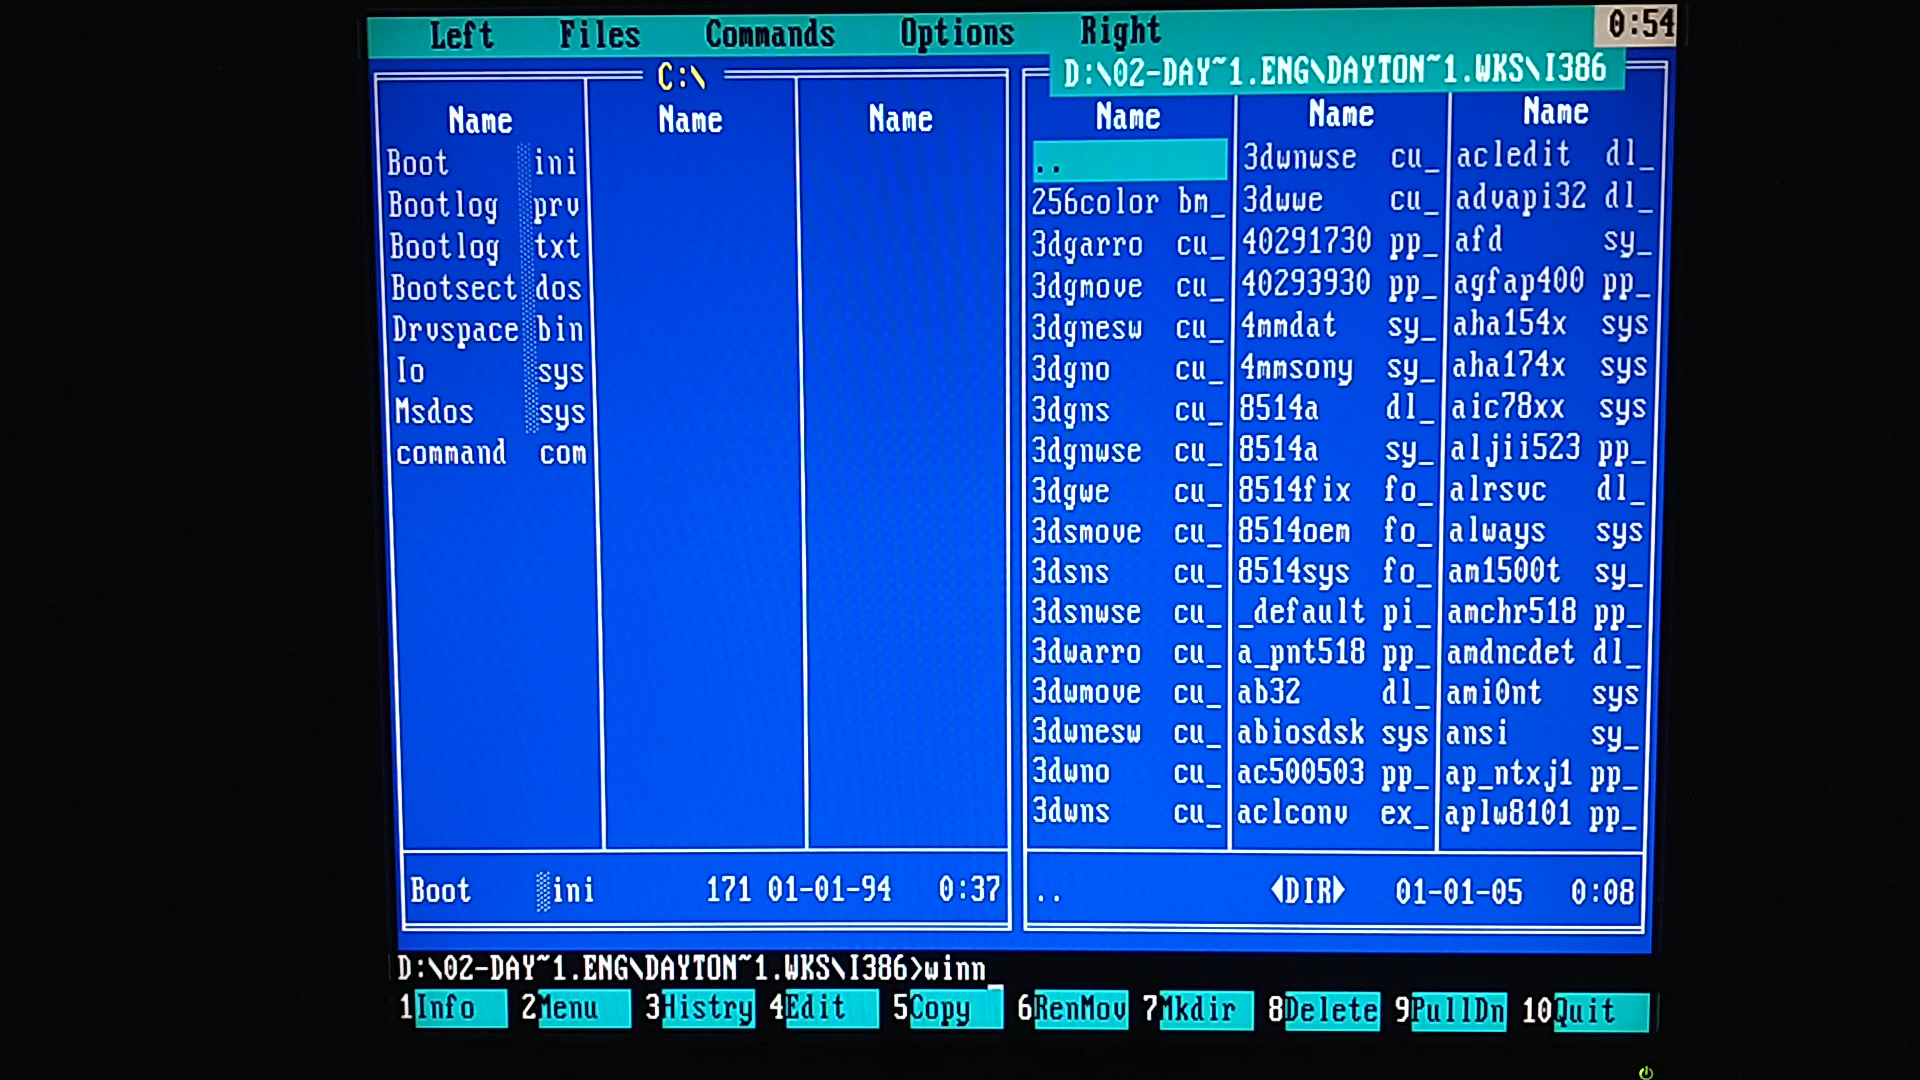 Left Files Commands Options Right 0:54
C:\
Name Name Name
Boot ini
Bootlog prv
Bootlog txt
Bootsect dos
Drvspace bin
Io sys
Msdos sys
command com
Boot ini 171 01-01-94 0:37
D:\02-DAY~1.ENG\DAYTON~1.WKS\I386
Name Name Name
.. 3dwnwse cu_ acledit dl_
256color bm_ 3dwwe cu_ advapi32 dl_
3dgarro cu_ 40291730 pp_ afd sy_
3dgmove cu_ 40293930 pp_ agfap400 pp_
3dgnesw cu_ 4mmdat sy_ aha154x sys
3dgno cu_ 4mmsony sy_ aha174x sys
3dgns cu_ 8514a dl_ aic78xx sys
3dgnwse cu_ 8514a sy_ aljii523 pp_
3dgwe cu_ 8514fix fo_ alrsvc dl_
3dsmove cu_ 8514oem fo_ always sys
3dsns cu_ 8514sys fo_ am1500t sy_
3dsnwse cu_ _default pi_ amchr518 pp_
3dwarro cu_ a_pnt518 pp_ amdncdet dl_
3dwmove cu_ ab32 dl_ ami0nt sys
3dwnesw cu_ abiosdsk sys ansi sy_
3dwno cu_ ac500503 pp_ ap_ntxj1 pp_
3dwns cu_ aclconv ex_ aplw8101 pp_
.. ◀DIR▶ 01-01-05 0:08
D:\02-DAY~1.ENG\DAYTON~1.WKS\I386>winn_
1Info 2Menu 3Histry 4Edit 5Copy 6RenMov 7Mkdir 8Delete 9PullDn 10Quit